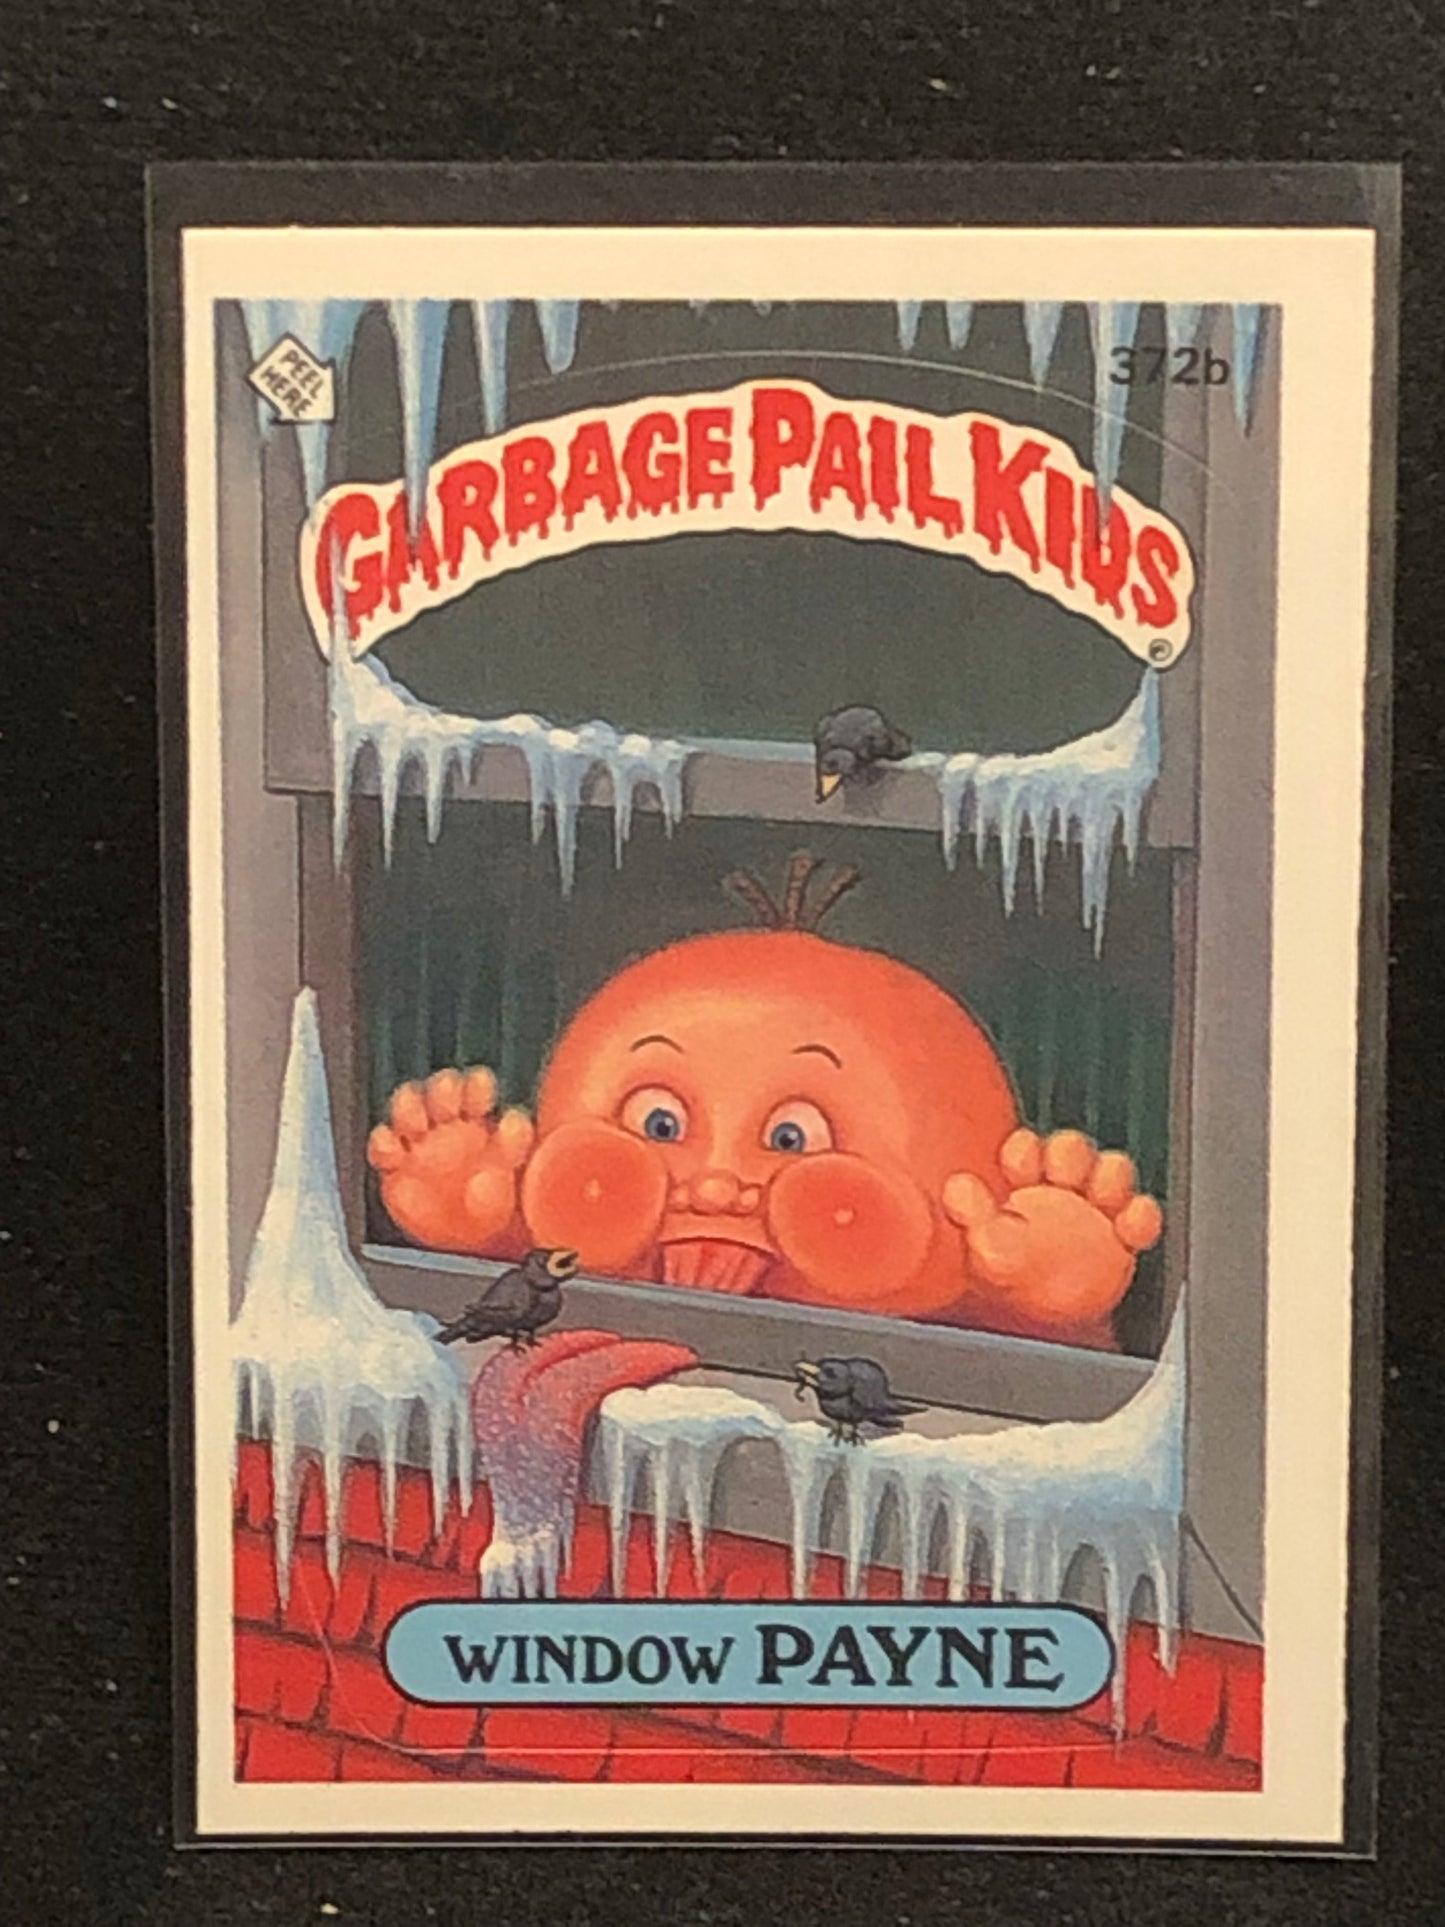 PEEL
HERE
372b
GARBAGE PAIL KIDS
®
WINDOW PAYNE